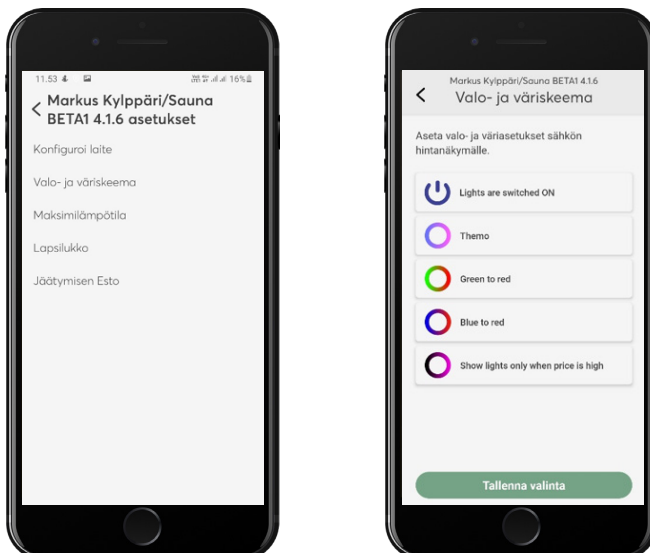 11.53
16%
Markus Kylppäri/Sauna
BETA1 4.1.6 asetukset
Konfiguroi laite
Valo- ja väriskeema
Maksimilämpötila
Lapsilukko
Jäätymisen Esto
Markus Kylppäri/Sauna BETA1 4.1.6
Valo- ja väriskeema
Aseta valo- ja väriasetukset sähkön
hintanäkymälle.
Lights are switched ON
Themo
Green to red
Blue to red
Show lights only when price is high
Tallenna valinta